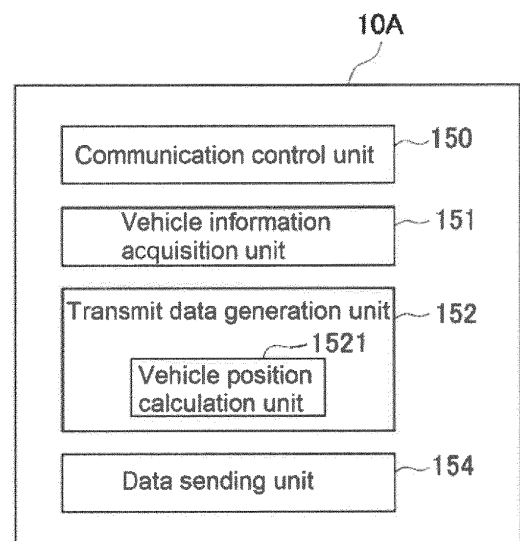 10A
Communication control unit
150
Vehicle information
acquisition unit
151
Transmit data generation unit
152
1521
Vehicle position
calculation unit
Data sending unit
154